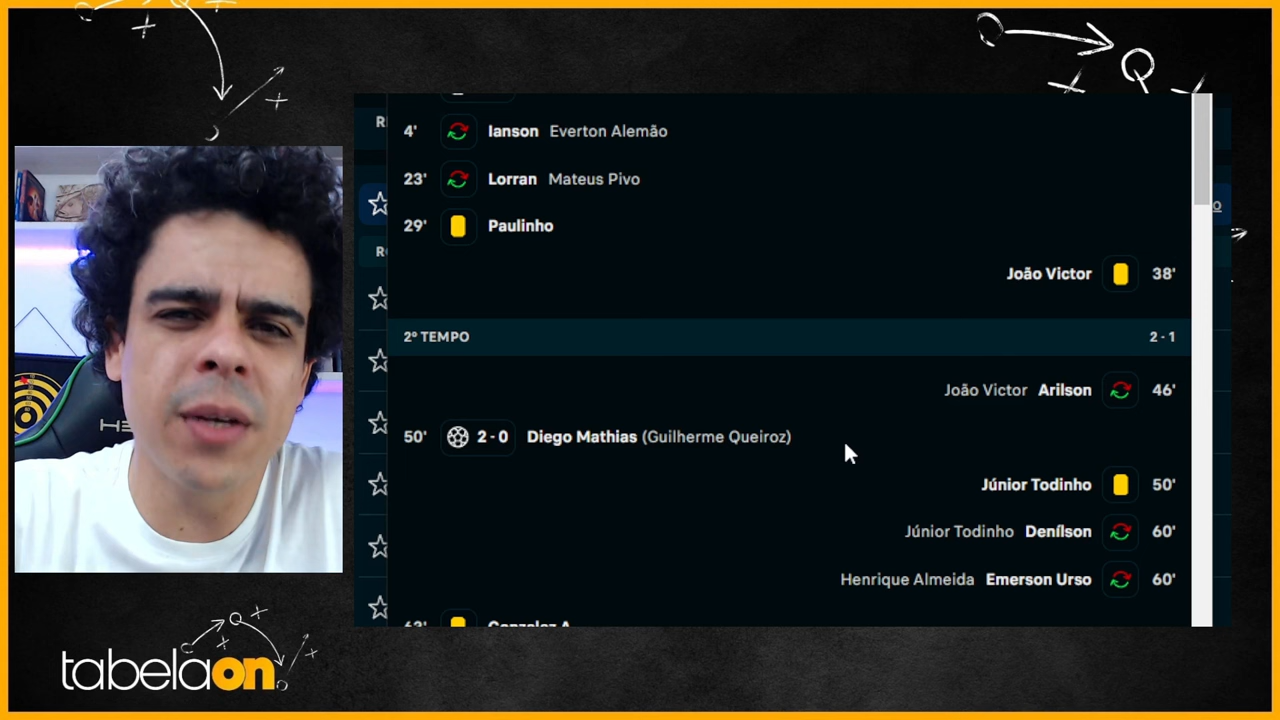 R
4' Ianson Everton Alemão
23' Lorran Mateus Pivo
29' Paulinho
o
R
João Victor 38'
2º TEMPO 2 - 1
João Victor Arilson 46'
50' 2 - 0 Diego Mathias (Guilherme Queiroz)
Júnior Todinho 50'
Júnior Todinho Denílson 60'
Henrique Almeida Emerson Urso 60'
tabelaon